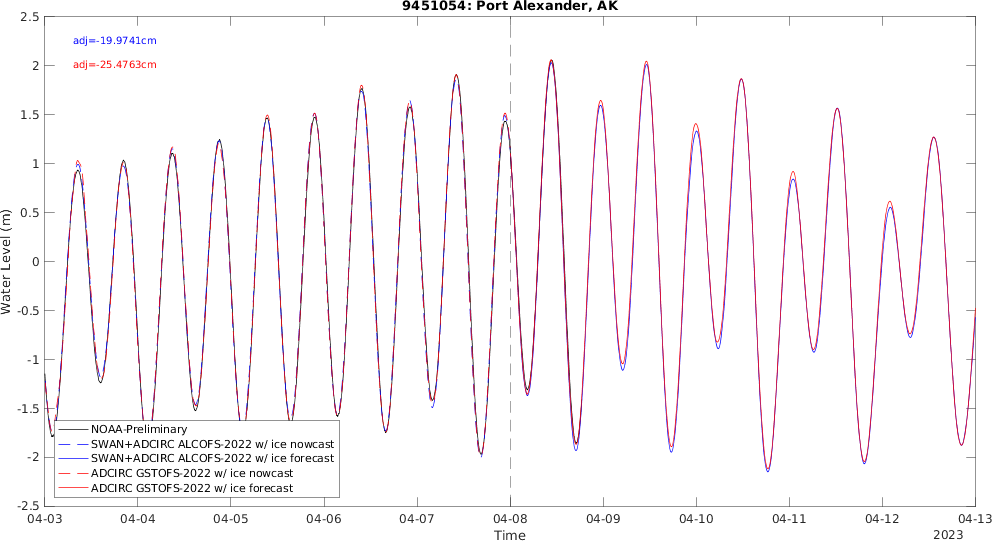 9451054: Port Alexander, AK
adj=-19.9741cm
adj=-25.4763cm
2.5
2
1.5
1
0.5
0
-0.5
-1
-1.5
-2
-2.5
Water Level (m)
NOAA-Preliminary
SWAN+ADCIRC ALCOFS-2022 w/ ice nowcast
SWAN+ADCIRC ALCOFS-2022 w/ ice forecast
ADCIRC GSTOFS-2022 w/ ice nowcast
ADCIRC GSTOFS-2022 w/ ice forecast
04-03 04-04 04-05 04-06 04-07 04-08 04-09 04-10 04-11 04-12 04-13
Time
2023